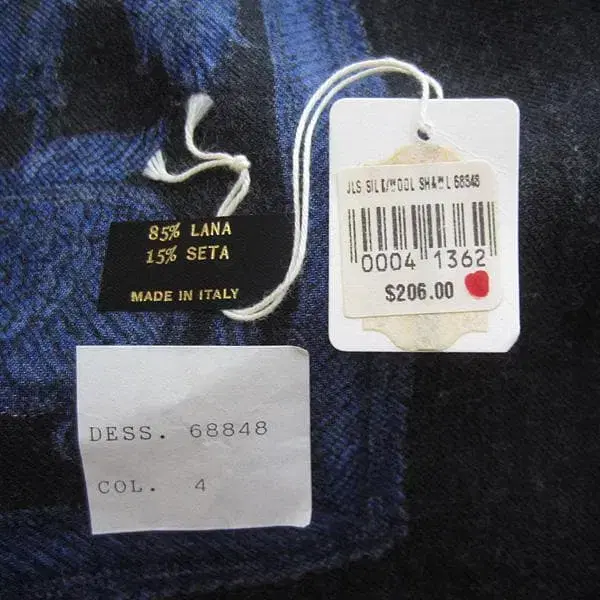 85% LANA
15% SETA
MADE IN ITALY
JLS SILK/WOOL SHAWL 68848
0004 1362
$206.00
DESS. 68848
COL. 4